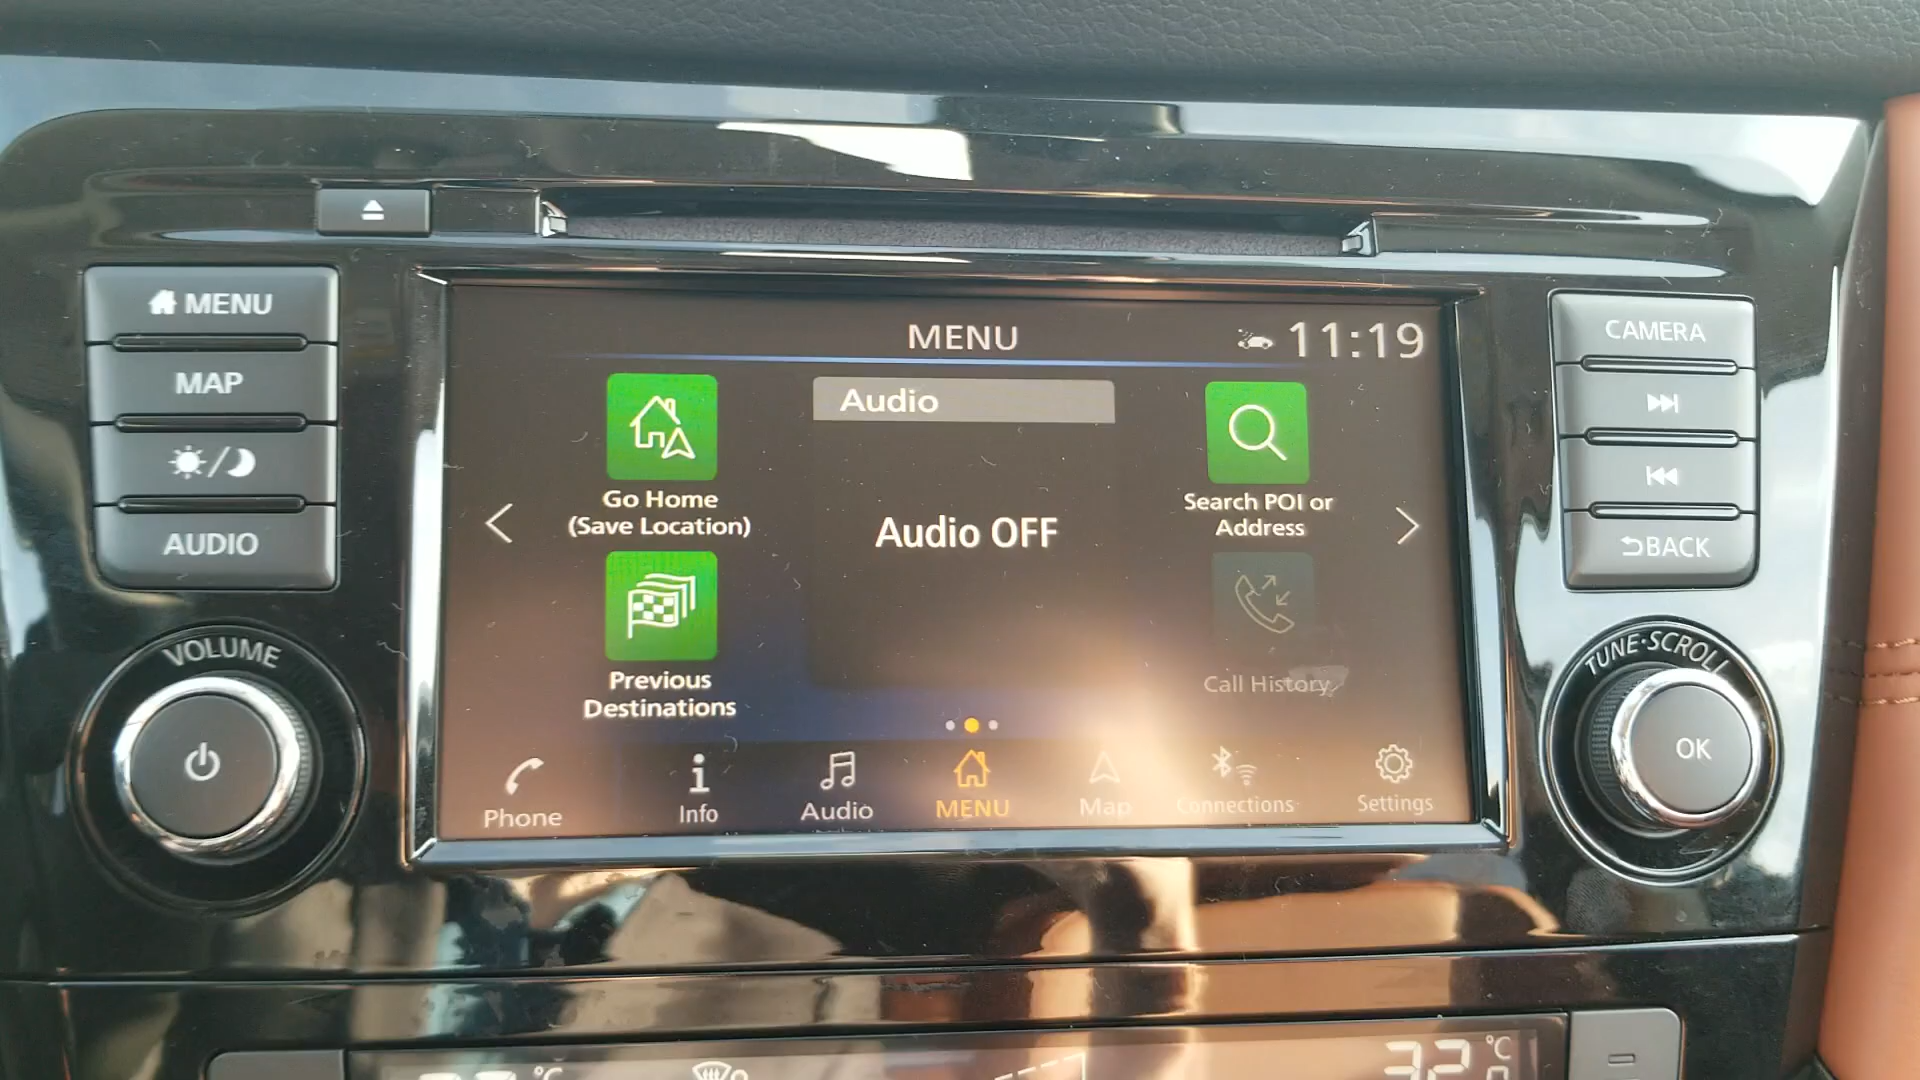 MENU
MAP
AUDIO
VOLUME
MENU
11:19
Audio
Audio OFF
Go Home
(Save Location)
Previous
Destinations
Search POI or
Address
Call History
Phone
Info
Audio
MENU
Map
Connections
Settings
CAMERA
BACK
TUNE·SCROLL
OK
°C
°C